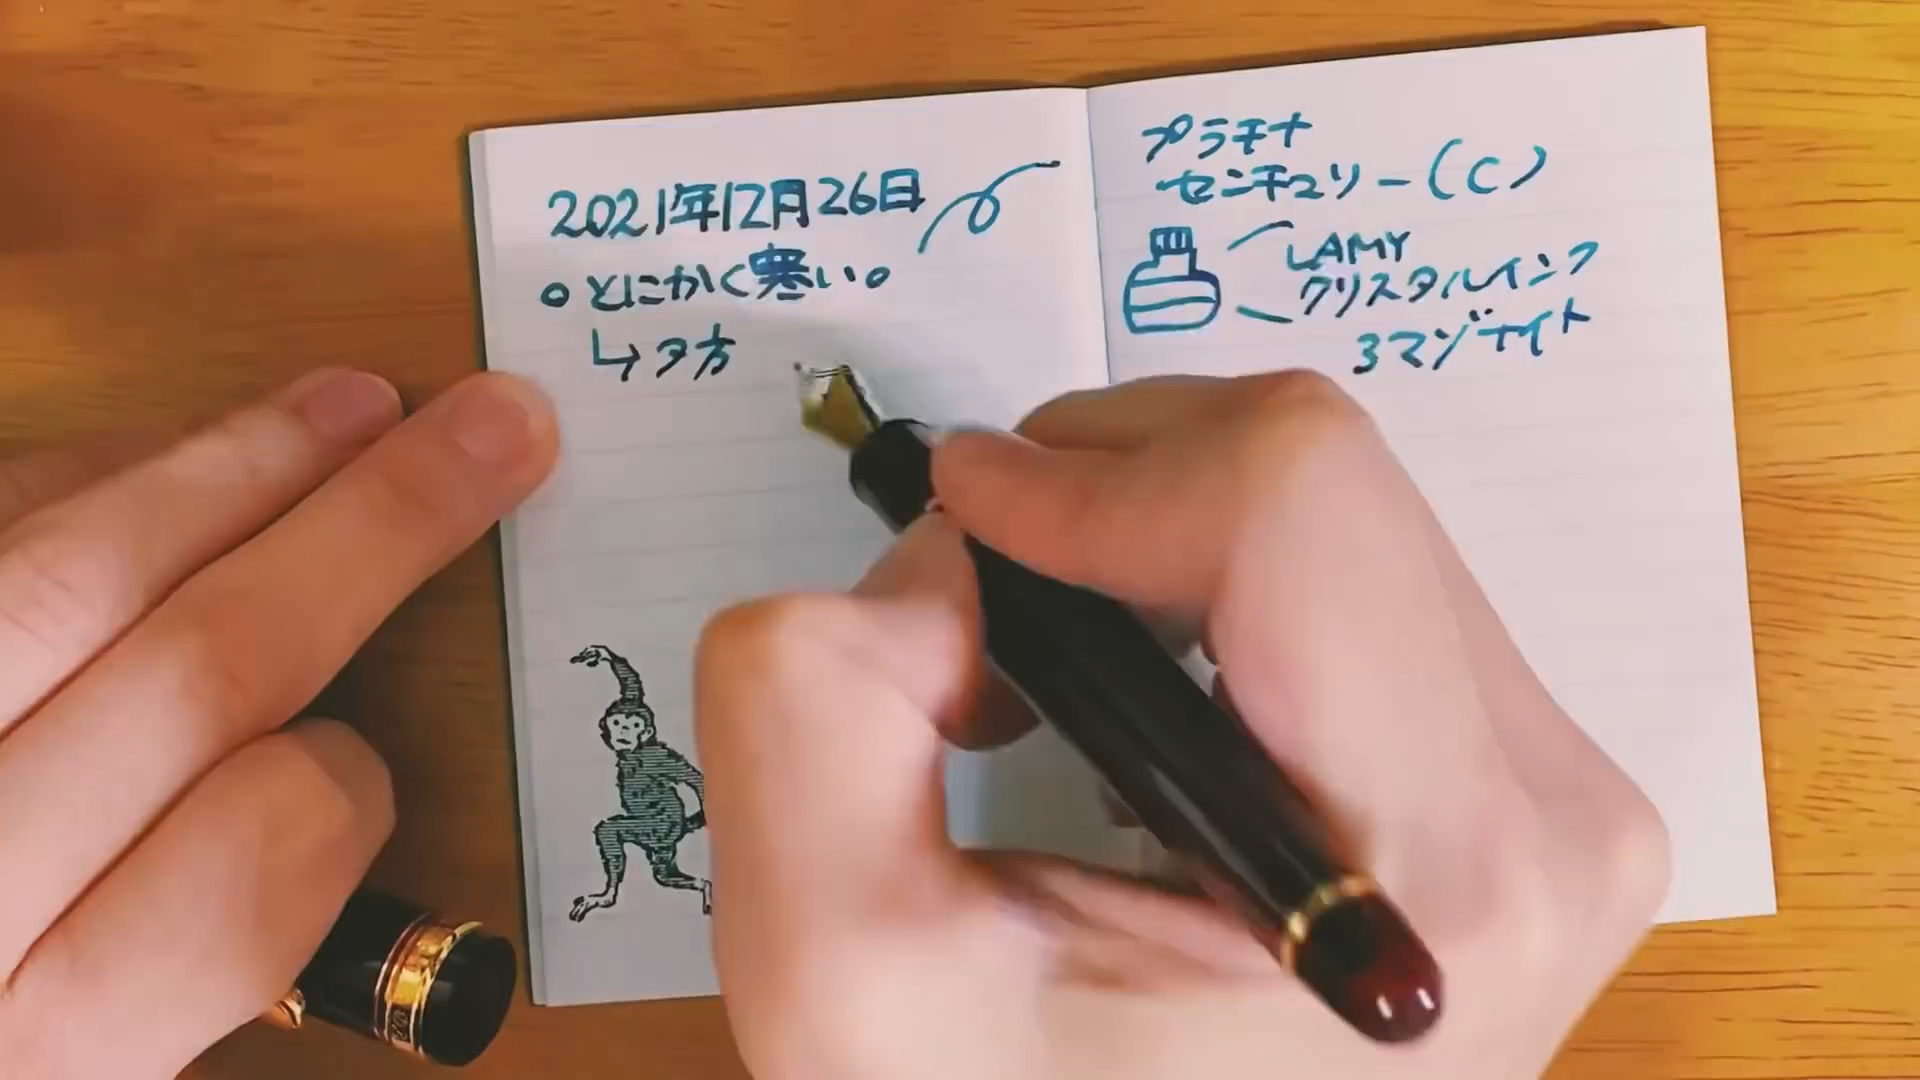 2021年12月26日
○とにかく寒い。
↳夕方
プラチナ
センチュリー(C)
LAMY
クリスタルインク
アマゾナイト